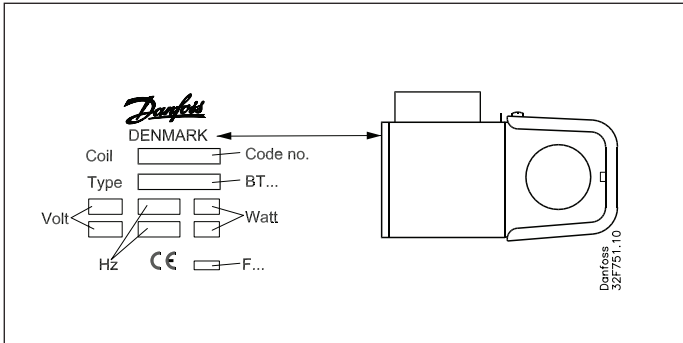 Danfoss
DENMARK
Coil Code no.
Type BT...
Volt Watt
Hz CE F...
Danfoss
32F751.10